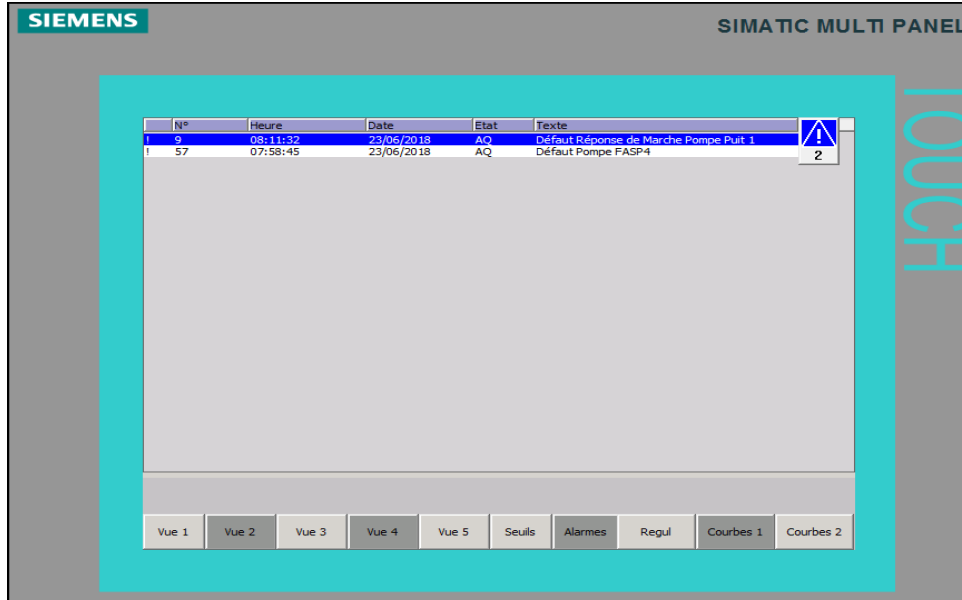 SIEMENS
SIMATIC MULTI PANEL
TOUCH
N° Heure Date Etat Texte
! 9 08:11:32 23/06/2018 AQ Défaut Réponse de Marche Pompe Puit 1
! 57 07:58:45 23/06/2018 AQ Défaut Pompe FASP4
2
Vue 1 Vue 2 Vue 3 Vue 4 Vue 5 Seuils Alarmes Regul Courbes 1 Courbes 2